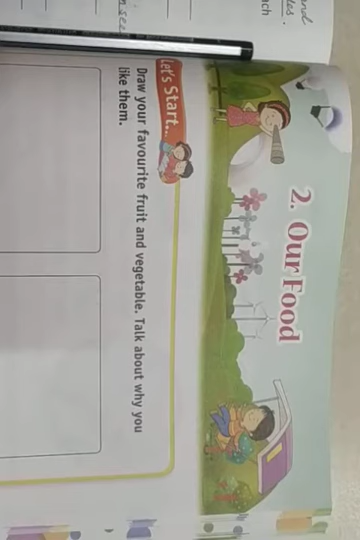 2. Our Food
Let's Start...
Draw your favourite fruit and vegetable. Talk about why you
like them.